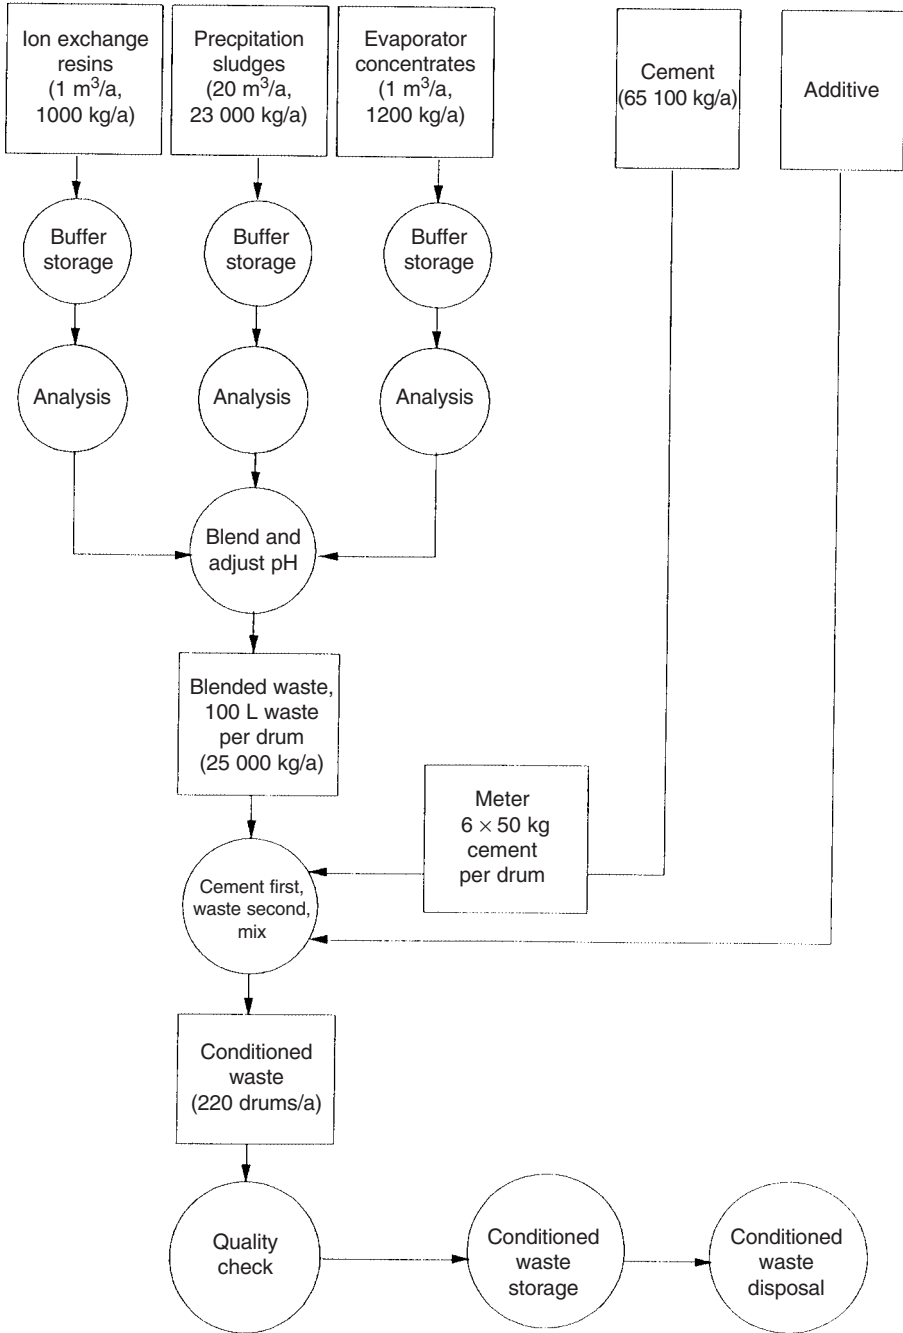 Ion exchange
resins
(1 m³/a,
1000 kg/a)
Precpitation
sludges
(20 m³/a,
23 000 kg/a)
Evaporator
concentrates
(1 m³/a,
1200 kg/a)
Cement
(65 100 kg/a)
Additive
Buffer
storage
Buffer
storage
Buffer
storage
Analysis
Analysis
Analysis
Blend and
adjust pH
Blended waste,
100 L waste
per drum
(25 000 kg/a)
Meter
6 × 50 kg
cement
per drum
Cement first,
waste second,
mix
Conditioned
waste
(220 drums/a)
Quality
check
Conditioned
waste
storage
Conditioned
waste
disposal